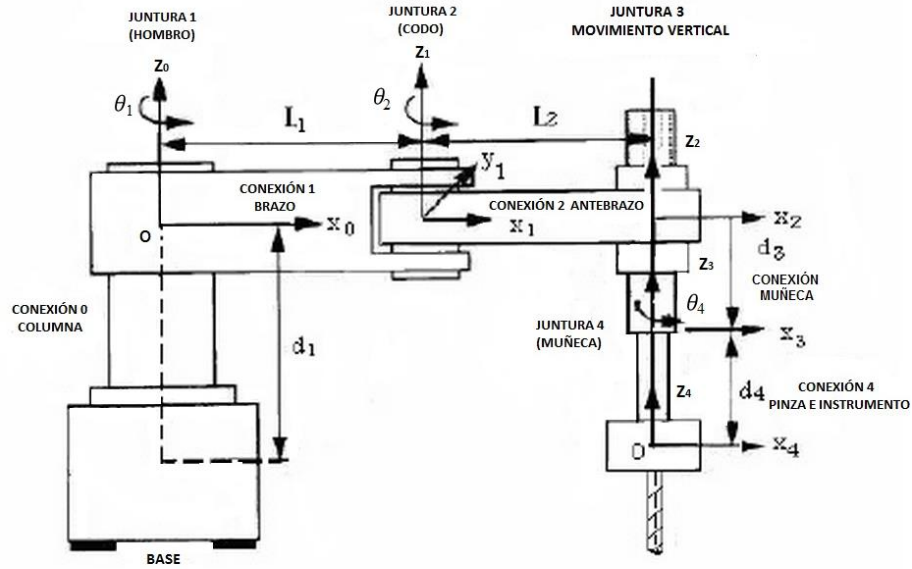 JUNTURA 1
(HOMBRO)
JUNTURA 2
(CODO)
JUNTURA 3
MOVIMIENTO VERTICAL
Z0
Z1
θ1
θ2
L1
L2
Z2
y1
CONEXIÓN 1
BRAZO
x0
CONEXIÓN 2 ANTEBRAZO
x1
x2
O
d3
Z3
CONEXIÓN
MUÑECA
CONEXIÓN 0
COLUMNA
θ4
JUNTURA 4
(MUÑECA)
x3
d1
d4
Z4
CONEXIÓN 4
PINZA E INSTRUMENTO
O
x4
BASE